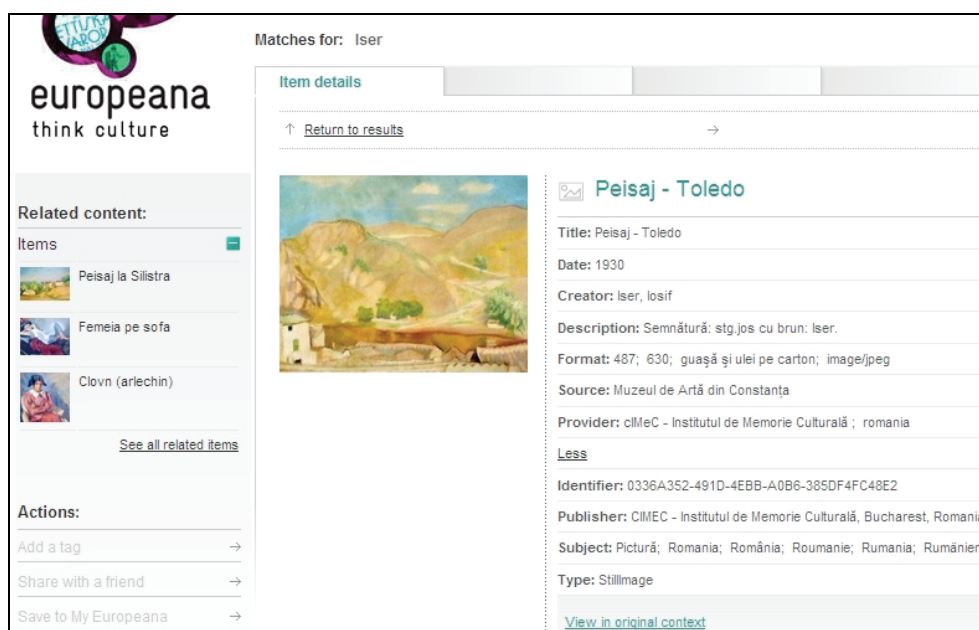 ETTISKA
europeana
think culture
Matches for: Iser
Item details
↑ Return to results →
Related content:
Items
Peisaj la Silistra
Femeia pe sofa
Clovn (arlechin)
See all related items
Actions:
Add a tag →
Share with a friend →
Save to My Europeana →
Peisaj - Toledo
Title: Peisaj - Toledo
Date: 1930
Creator: Iser, Iosif
Description: Semnătură: stg.jos cu brun: Iser.
Format: 487; 630; guașă și ulei pe carton; image/jpeg
Source: Muzeul de Artă din Constanța
Provider: cIMeC - Institutul de Memorie Culturală ; romania
Less
Identifier: 0336A352-491D-4EBB-A0B6-385DF4FC48E2
Publisher: CIMEC - Institutul de Memorie Culturală, Bucharest, Romani
Subject: Pictură; Romania; România; Roumanie; Rumania; Rumänien
Type: StillImage
View in original context